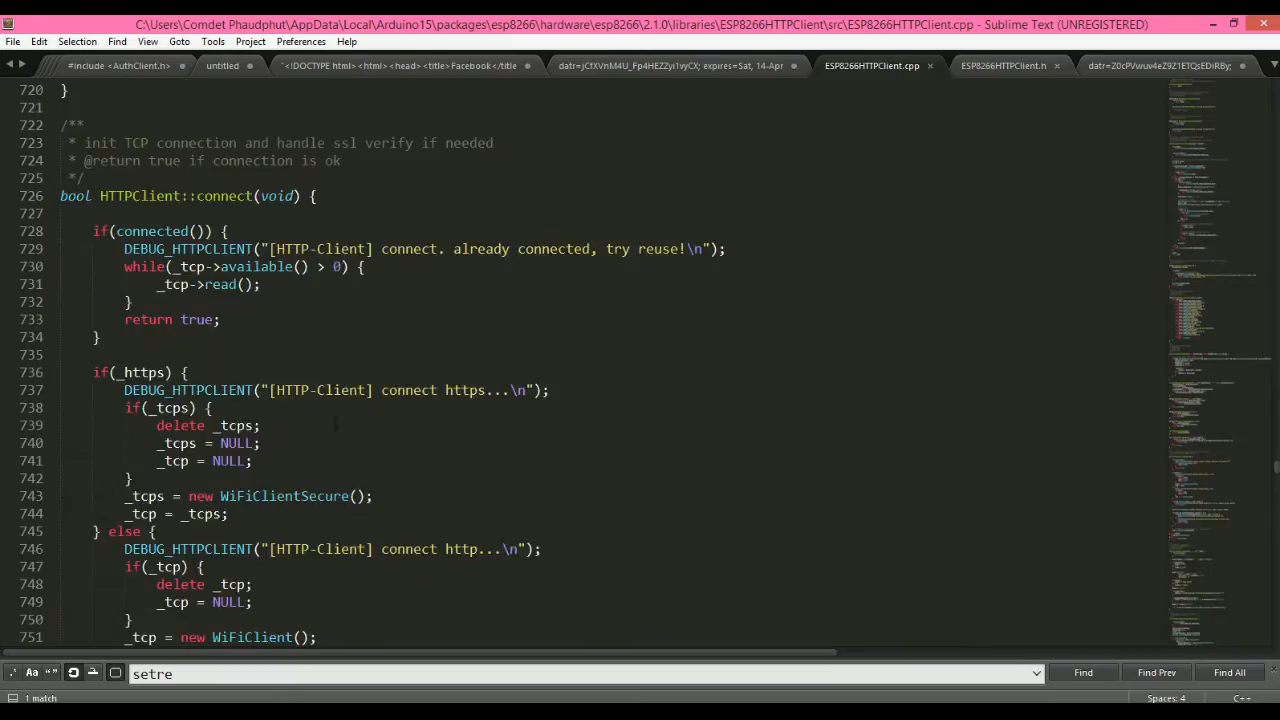 C:\Users\Comdet Phaudphut\AppData\Local\Arduino15\packages\esp8266\hardware\esp8266\2.1.0\libraries\ESP8266HTTPClient\src\ESP8266HTTPClient.cpp - Sublime Text (UNREGISTERED)
File Edit Selection Find View Goto Tools Project Preferences Help
#include <AuthClient.h> untitled "<!DOCTYPE html><html><head><title>Facebook</title datr=jCfXVnM4U_Fp4HEZZyi1vyCX; expires=Sat, 14-Apr ESP8266HTTPClient.cpp ESP8266HTTPClient.h datr=Z0cPVwuv4eZ9Z1ETQsEDiRBy;
720 }
721
722 /**
723 * init TCP connection and handle ssl verify if needed
724 * @return true if connection is ok
725 */
726 bool HTTPClient::connect(void) {
727
728 if(connected()) {
729 DEBUG_HTTPCLIENT("[HTTP-Client] connect. already connected, try reuse!\n");
730 while(_tcp->available() > 0) {
731 _tcp->read();
732 }
733 return true;
734 }
735
736 if(_https) {
737 DEBUG_HTTPCLIENT("[HTTP-Client] connect https...\n");
738 if(_tcps) {
739 delete _tcps;
740 _tcps = NULL;
741 _tcp = NULL;
742 }
743 _tcps = new WiFiClientSecure();
744 _tcp = _tcps;
745 } else {
746 DEBUG_HTTPCLIENT("[HTTP-Client] connect http...\n");
747 if(_tcp) {
748 delete _tcp;
749 _tcp = NULL;
750 }
751 _tcp = new WiFiClient();
.* Aa “ ” setre Find Find Prev Find All
1 match Spaces: 4 C++